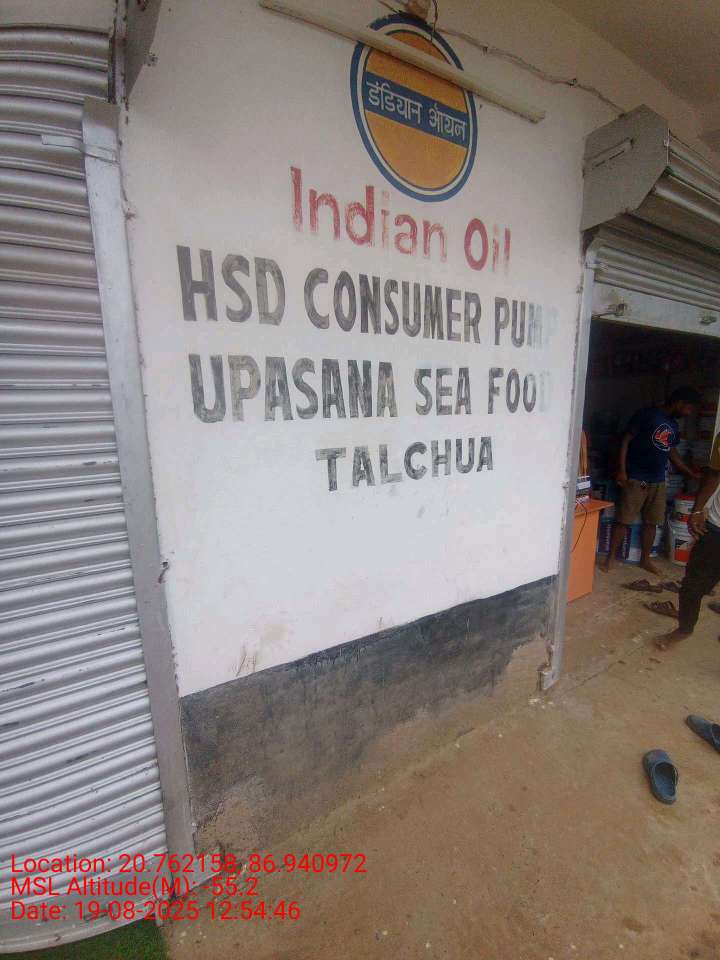 इंडियन ऑयल
Indian Oil
HSD CONSUMER PUMP
UPASANA SEA FOOD
TALCHUA
Location: 20.762158, 86.940972
MSL Altitude(M): -55.2
Date: 19-08-2025 12:54:46